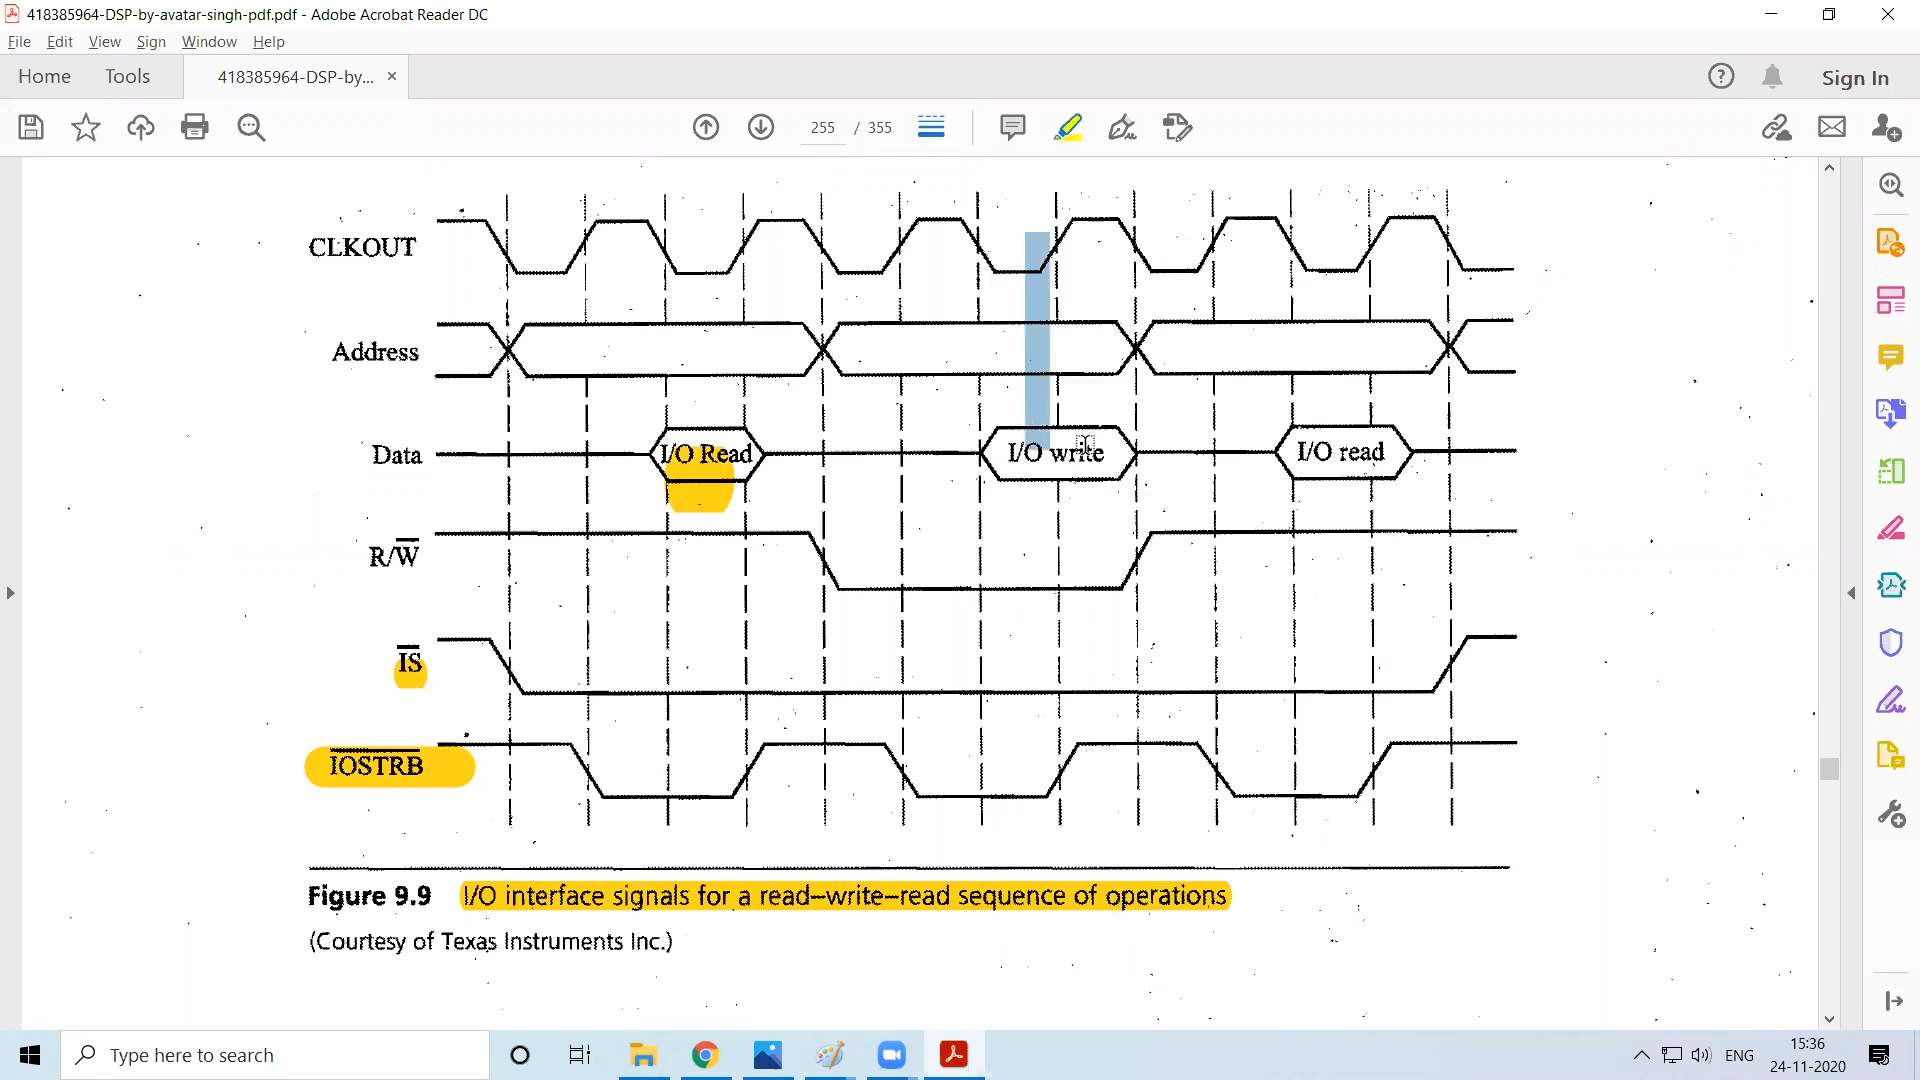 418385964-DSP-by-avatar-singh-pdf.pdf - Adobe Acrobat Reader DC
File Edit View Sign Window Help
Home Tools 418385964-DSP-by... × Sign In
255 / 355
CLKOUT
Address
Data I/O Read I/O write I/O read
R/W̅
I̅S̅
I̅O̅S̅T̅R̅B̅
Figure 9.9 I/O interface signals for a read–write–read sequence of operations
(Courtesy of Texas Instruments Inc.)
Type here to search
ENG
15:36
24-11-2020